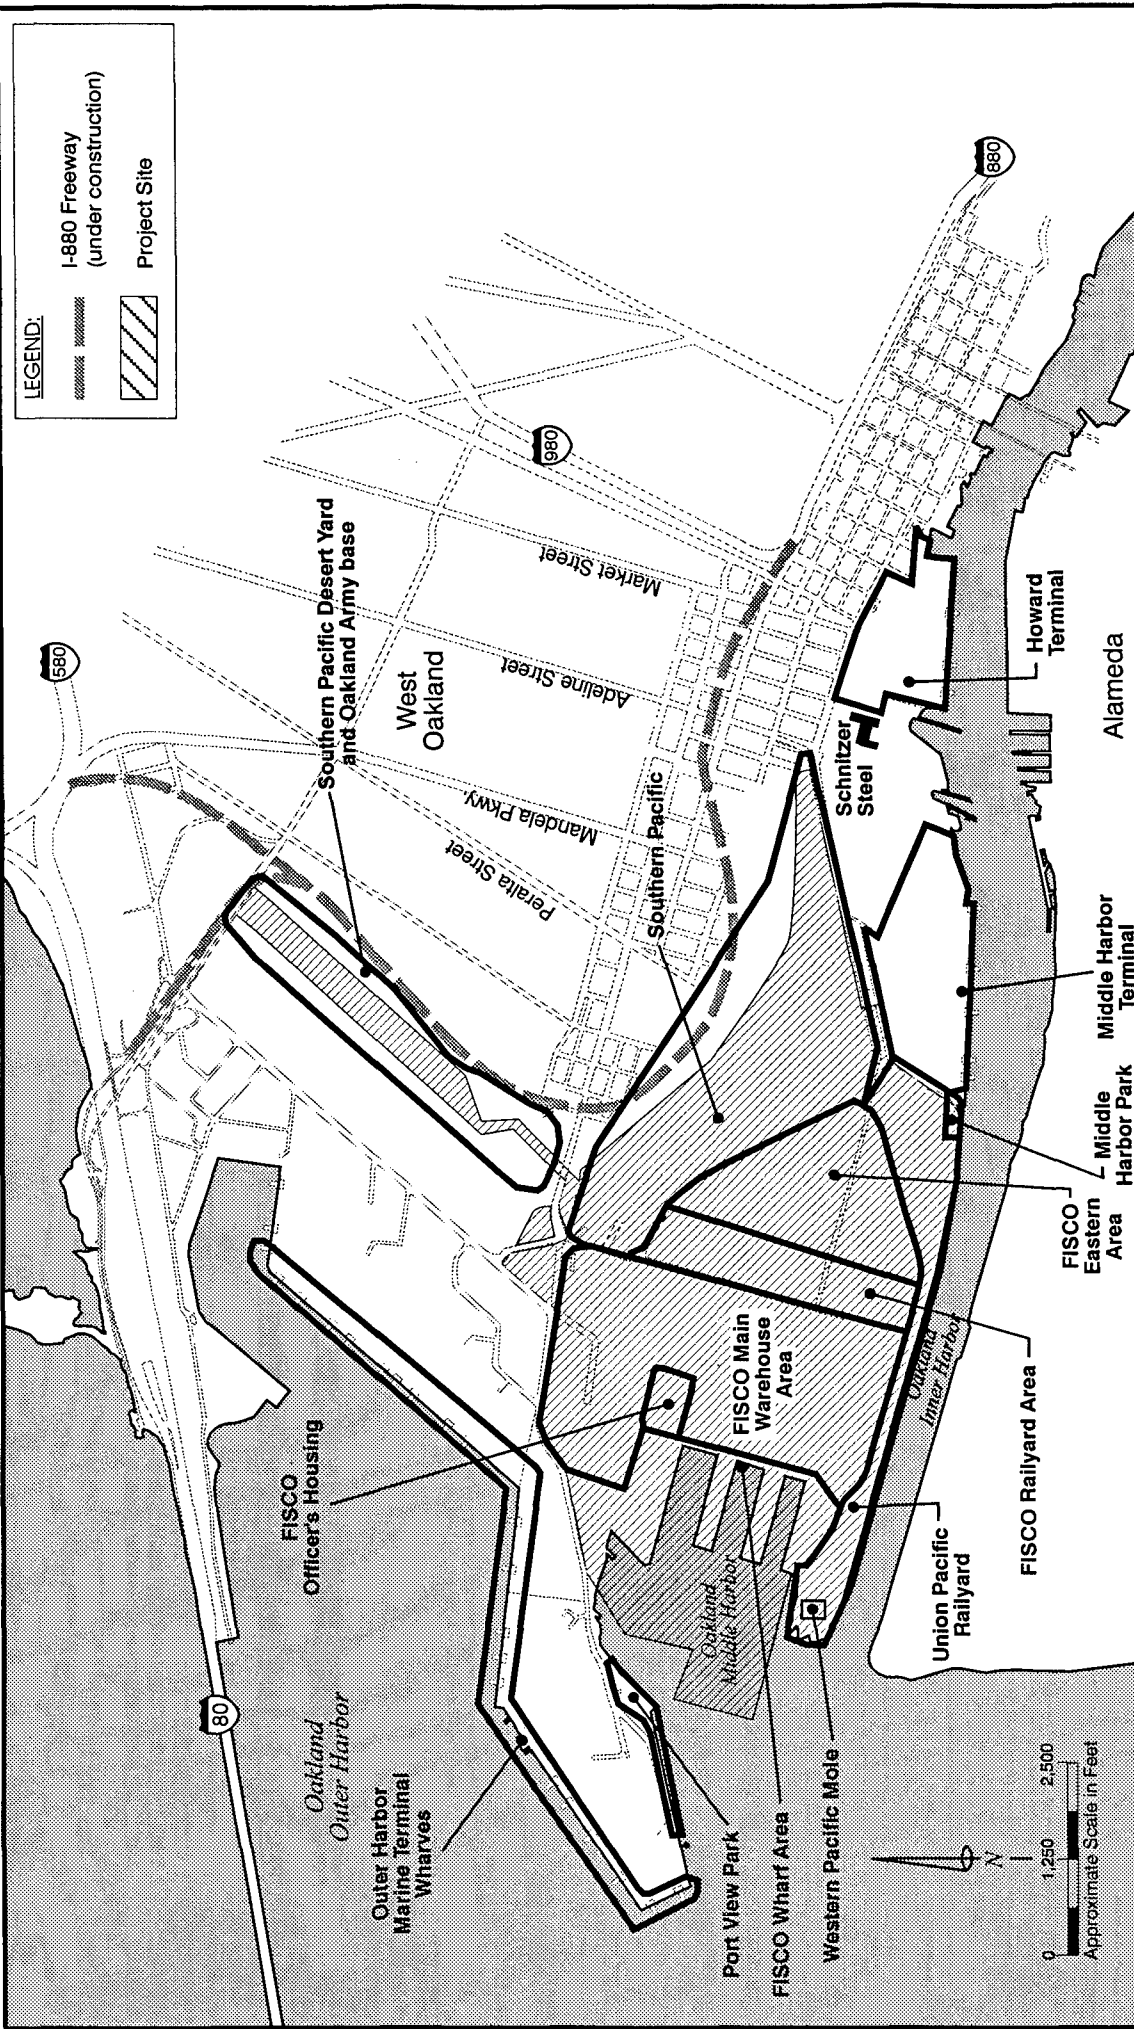 LEGEND:
I-880 Freeway
(under construction)
Project Site
80
580
980
880
Oakland
Outer Harbor
Outer Harbor
Marine Terminal
Wharves
FISCO
Officer's Housing
Southern Pacific Desert Yard
and Oakland Army base
West
Oakland
Market Street
Adeline Street
Mandela Pkwy.
Peralta Street
Southern Pacific
Schnitzer
Steel
Howard
Terminal
Alameda
Middle Harbor
Terminal
Middle
Harbor Park
FISCO
Eastern
Area
FISCO Main
Warehouse
Area
Oakland
Inner Harbor
FISCO Railyard Area
Union Pacific
Railyard
Oakland
Middle Harbor
Western Pacific Mole
FISCO Wharf Area
Port View Park
N
0
1,250
2,500
Approximate Scale in Feet